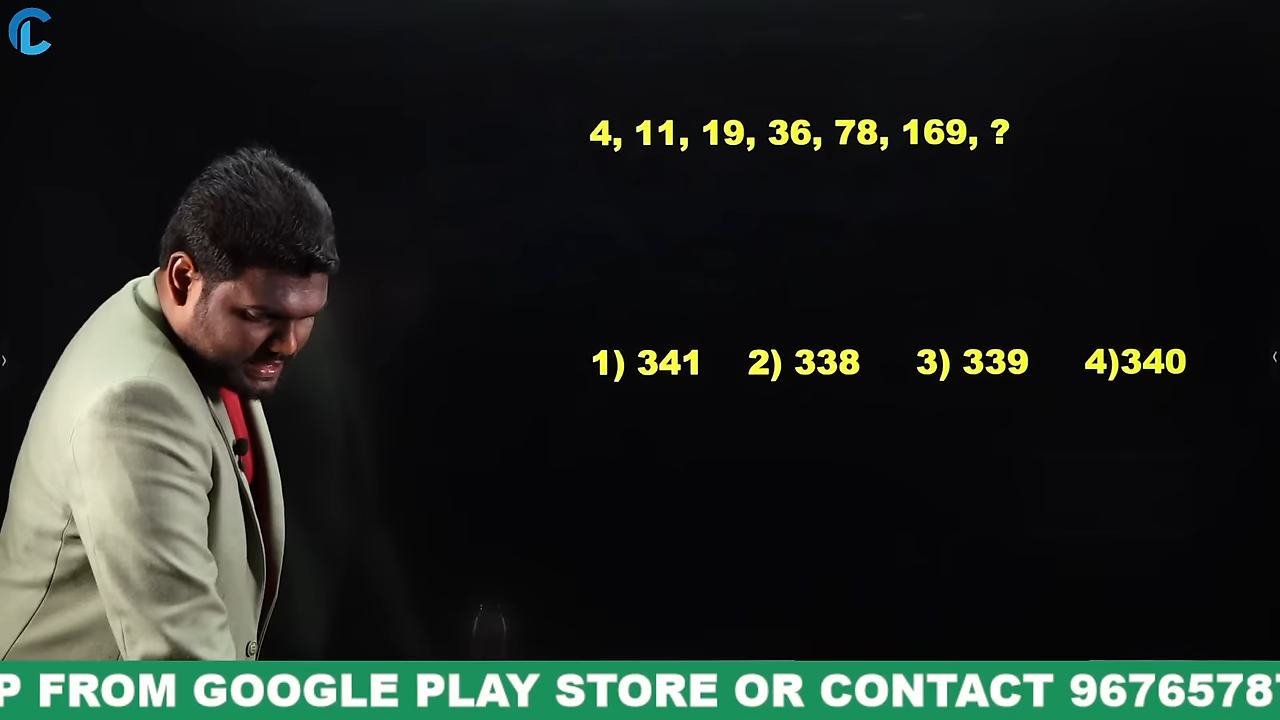 4, 11, 19, 36, 78, 169, ?
1) 341 2) 338 3) 339 4)340
P FROM GOOGLE PLAY STORE OR CONTACT 9676578